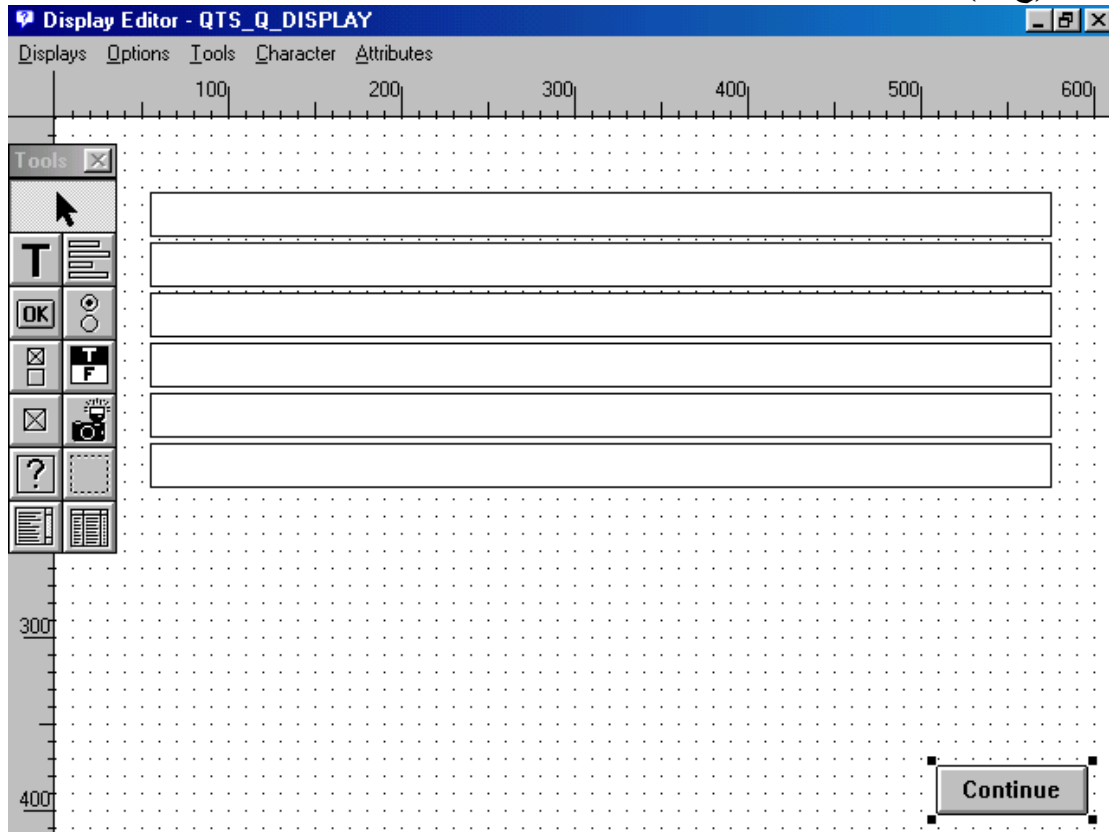 Display Editor - QTS_Q_DISPLAY
Displays Options Tools Character Attributes
100 200 300 400 500 600
Tools
T
OK
T
F
?
300
400
Continue